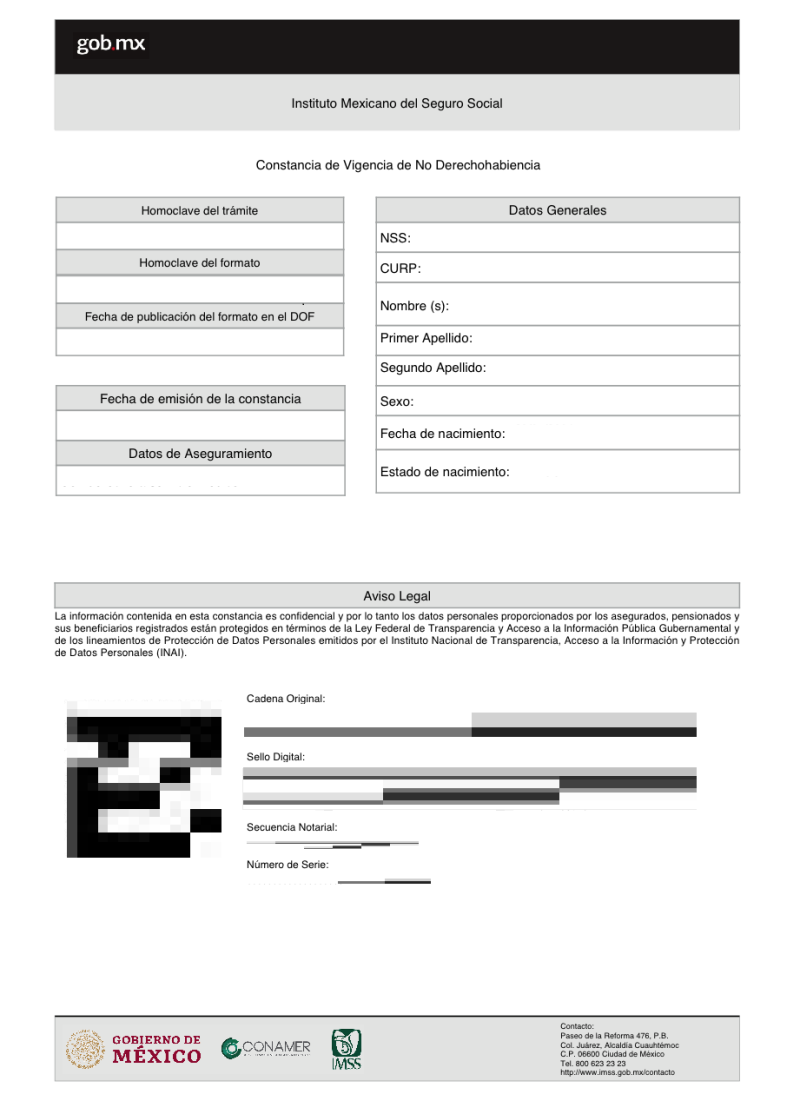 gob.mx
Instituto Mexicano del Seguro Social
Constancia de Vigencia de No Derechohabiencia
Homoclave del trámite
Homoclave del formato
Fecha de publicación del formato en el DOF
Fecha de emisión de la constancia
Datos de Aseguramiento
Datos Generales
NSS:
CURP:
Nombre (s):
Primer Apellido:
Segundo Apellido:
Sexo:
Fecha de nacimiento:
Estado de nacimiento:
Aviso Legal
La información contenida en esta constancia es confidencial y por lo tanto los datos personales proporcionados por los asegurados, pensionados y
sus beneficiarios registrados están protegidos en términos de la Ley Federal de Transparencia y Acceso a la Información Pública Gubernamental y
de los lineamientos de Protección de Datos Personales emitidos por el Instituto Nacional de Transparencia, Acceso a la Información y Protección
de Datos Personales (INAI).
Cadena Original:
Sello Digital:
Secuencia Notarial:
Número de Serie:
GOBIERNO DE
MÉXICO
CONAMER
IMSS
Contacto:
Paseo de la Reforma 476, P.B.
Col. Juárez, Alcaldía Cuauhtémoc
C.P. 06600 Ciudad de México
Tel. 800 623 23 23
http://www.imss.gob.mx/contacto